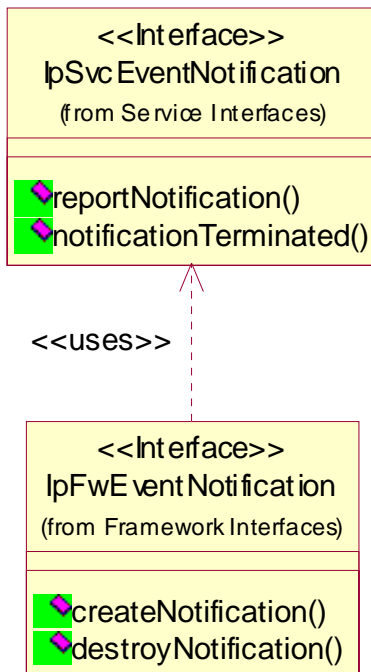 <<Interface>>
IpSvcEventNotification
(from Service Interfaces)
reportNotification()
notificationTerminated()
<<uses>>
<<Interface>>
IpFwEventNotification
(from Framework Interfaces)
createNotification()
destroyNotification()